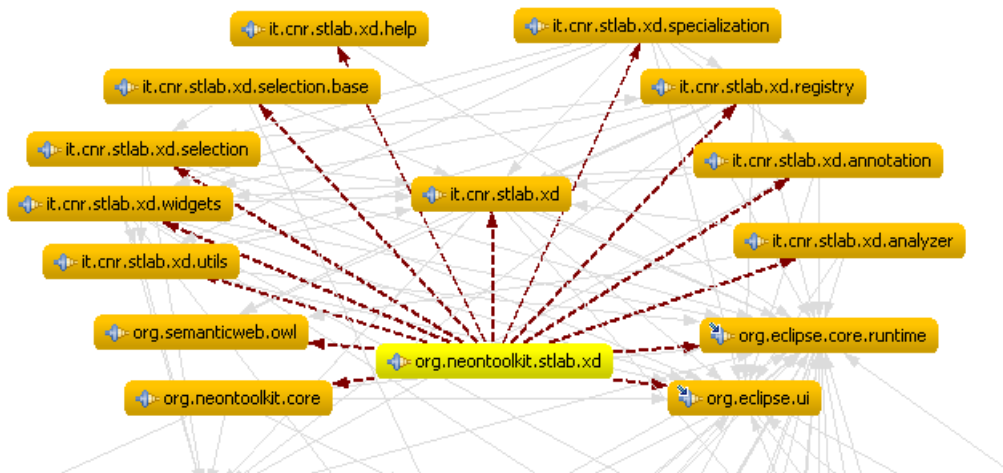 it.cnr.stlab.xd.help
it.cnr.stlab.xd.specialization
it.cnr.stlab.xd.selection.base
it.cnr.stlab.xd.registry
it.cnr.stlab.xd.selection
it.cnr.stlab.xd.annotation
it.cnr.stlab.xd
it.cnr.stlab.xd.widgets
it.cnr.stlab.xd.analyzer
it.cnr.stlab.xd.utils
org.semanticweb.owl
org.eclipse.core.runtime
org.neontoolkit.stlab.xd
org.neontoolkit.core
org.eclipse.ui